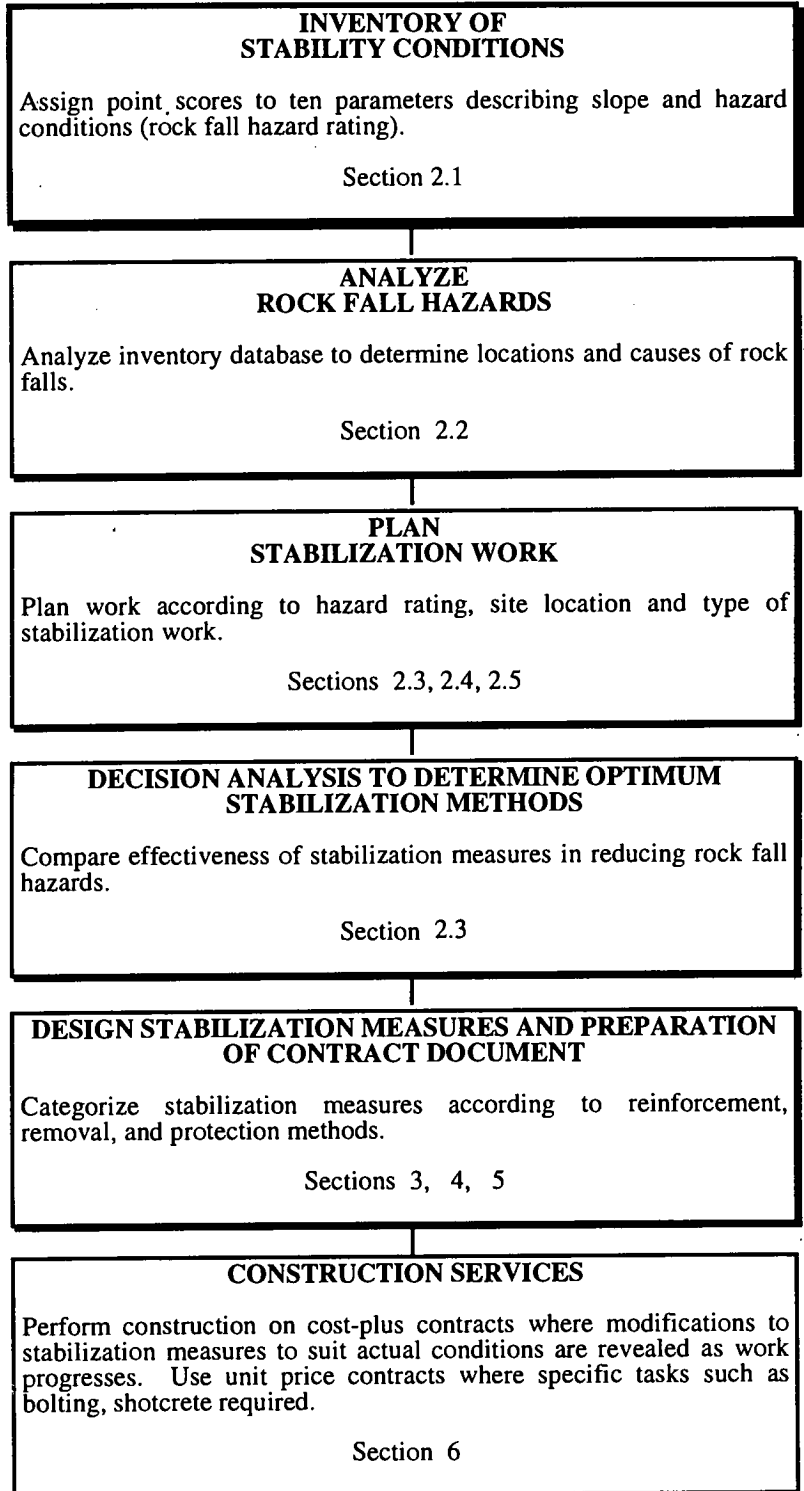 INVENTORY OF
STABILITY CONDITIONS
Assign point scores to ten parameters describing slope and hazard
conditions (rock fall hazard rating).
Section 2.1
ANALYZE
ROCK FALL HAZARDS
Analyze inventory database to determine locations and causes of rock
falls.
Section 2.2
PLAN
STABILIZATION WORK
Plan work according to hazard rating, site location and type of
stabilization work.
Sections 2.3, 2.4, 2.5
DECISION ANALYSIS TO DETERMINE OPTIMUM
STABILIZATION METHODS
Compare effectiveness of stabilization measures in reducing rock fall
hazards.
Section 2.3
DESIGN STABILIZATION MEASURES AND PREPARATION
OF CONTRACT DOCUMENT
Categorize stabilization measures according to reinforcement,
removal, and protection methods.
Sections 3, 4, 5
CONSTRUCTION SERVICES
Perform construction on cost-plus contracts where modifications to
stabilization measures to suit actual conditions are revealed as work
progresses. Use unit price contracts where specific tasks such as
bolting, shotcrete required.
Section 6